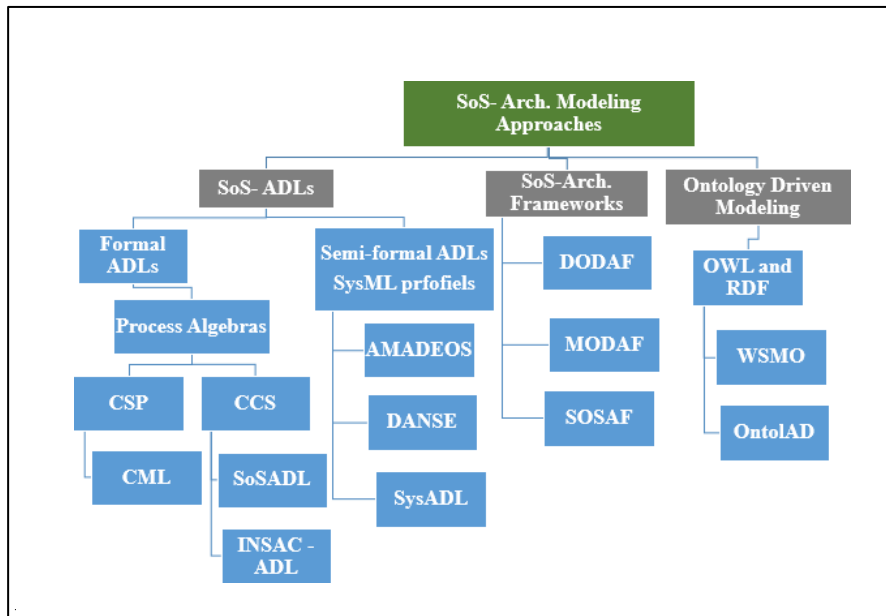 SoS- Arch. Modeling
Approaches
SoS- ADLs
SoS-Arch.
Frameworks
Ontology Driven
Modeling
Formal
ADLs
Semi-formal ADLs
SysML prfofiels
DODAF
OWL and
RDF
Process Algebras
AMADEOS
MODAF
WSMO
CSP
CCS
DANSE
SOSAF
OntolAD
CML
SoSADL
SysADL
INSAC -
ADL